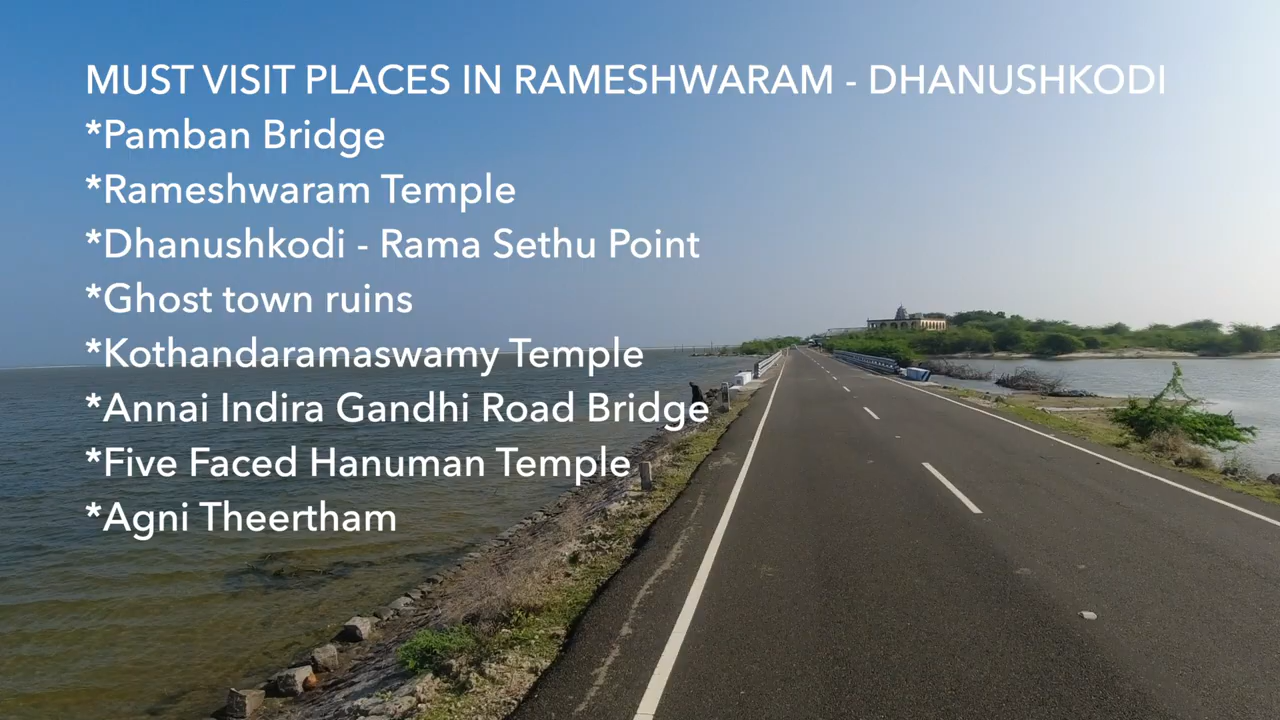 MUST VISIT PLACES IN RAMESHWARAM - DHANUSHKODI
*Pamban Bridge
*Rameshwaram Temple
*Dhanushkodi - Rama Sethu Point
*Ghost town ruins
*Kothandaramaswamy Temple
*Annai Indira Gandhi Road Bridge
*Five Faced Hanuman Temple
*Agni Theertham